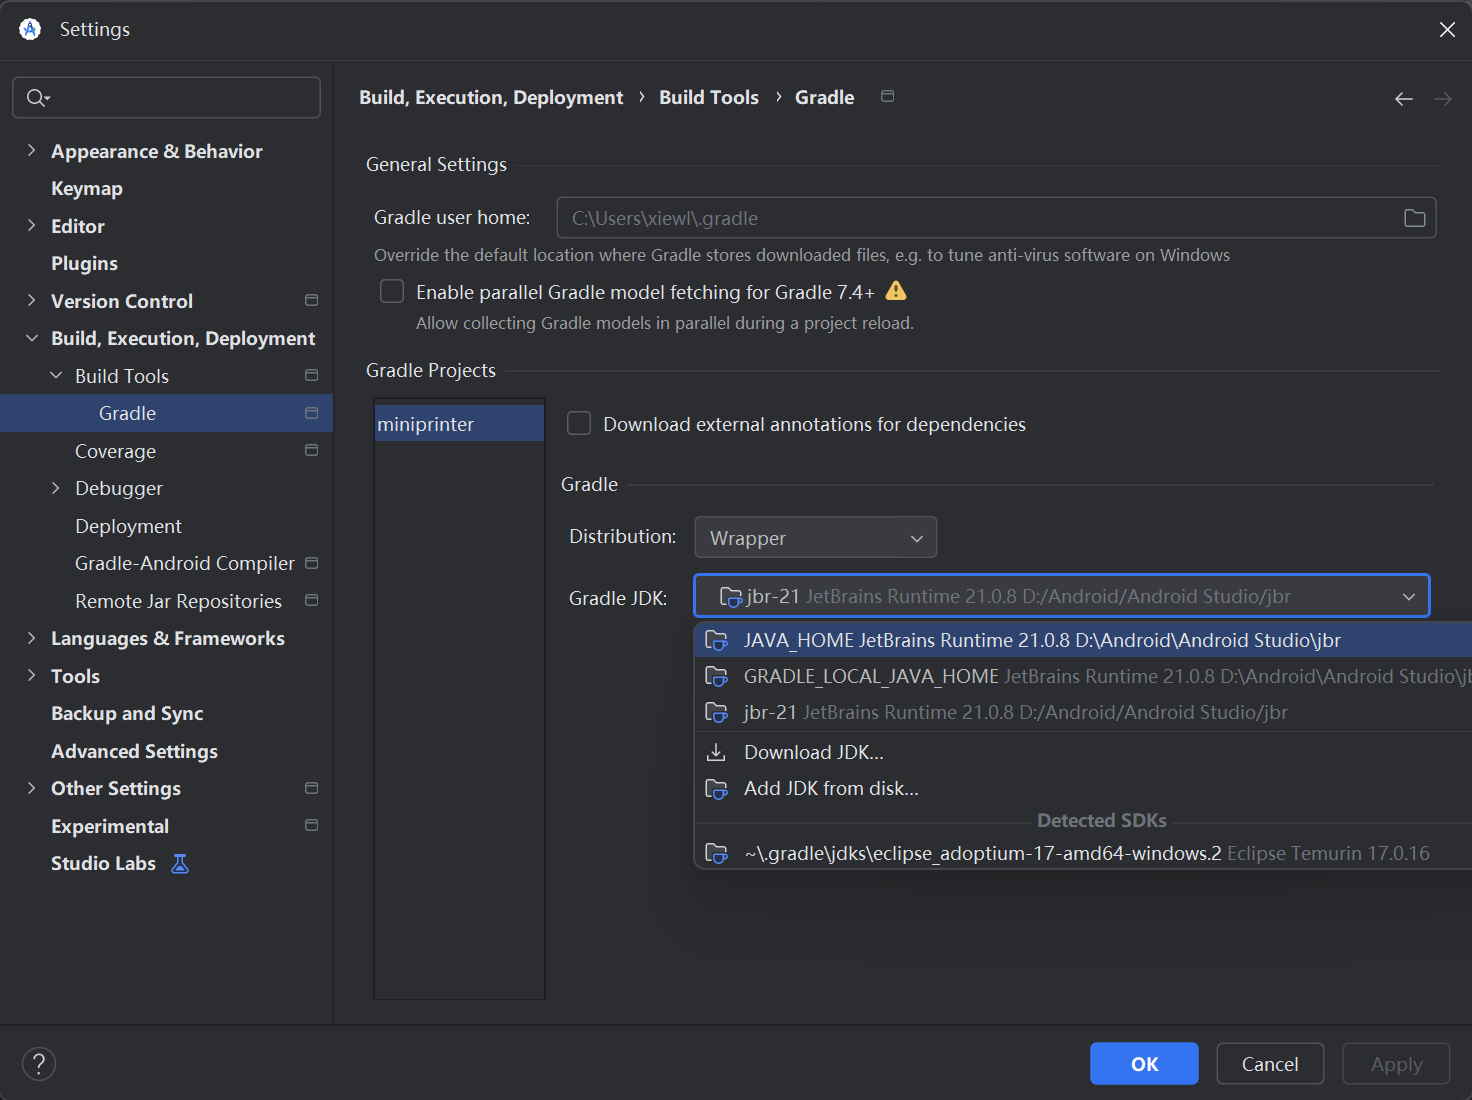 Settings
Appearance & Behavior
Keymap
Editor
Plugins
Version Control
Build, Execution, Deployment
Build Tools
Gradle
Coverage
Debugger
Deployment
Gradle-Android Compiler
Remote Jar Repositories
Languages & Frameworks
Tools
Backup and Sync
Advanced Settings
Other Settings
Experimental
Studio Labs
Build, Execution, Deployment › Build Tools › Gradle
General Settings
Gradle user home: C:\Users\xiewl\.gradle
Override the default location where Gradle stores downloaded files, e.g. to tune anti-virus software on Windows
Enable parallel Gradle model fetching for Gradle 7.4+
Allow collecting Gradle models in parallel during a project reload.
Gradle Projects
miniprinter
Download external annotations for dependencies
Gradle
Distribution: Wrapper
Gradle JDK: jbr-21 JetBrains Runtime 21.0.8 D:/Android/Android Studio/jbr
JAVA_HOME JetBrains Runtime 21.0.8 D:\Android\Android Studio\jbr
GRADLE_LOCAL_JAVA_HOME JetBrains Runtime 21.0.8 D:\Android\Android Studio\jb
jbr-21 JetBrains Runtime 21.0.8 D:/Android/Android Studio/jbr
Download JDK...
Add JDK from disk...
Detected SDKs
~\.gradle\jdks\eclipse_adoptium-17-amd64-windows.2 Eclipse Temurin 17.0.16
?
OK
Cancel
Apply